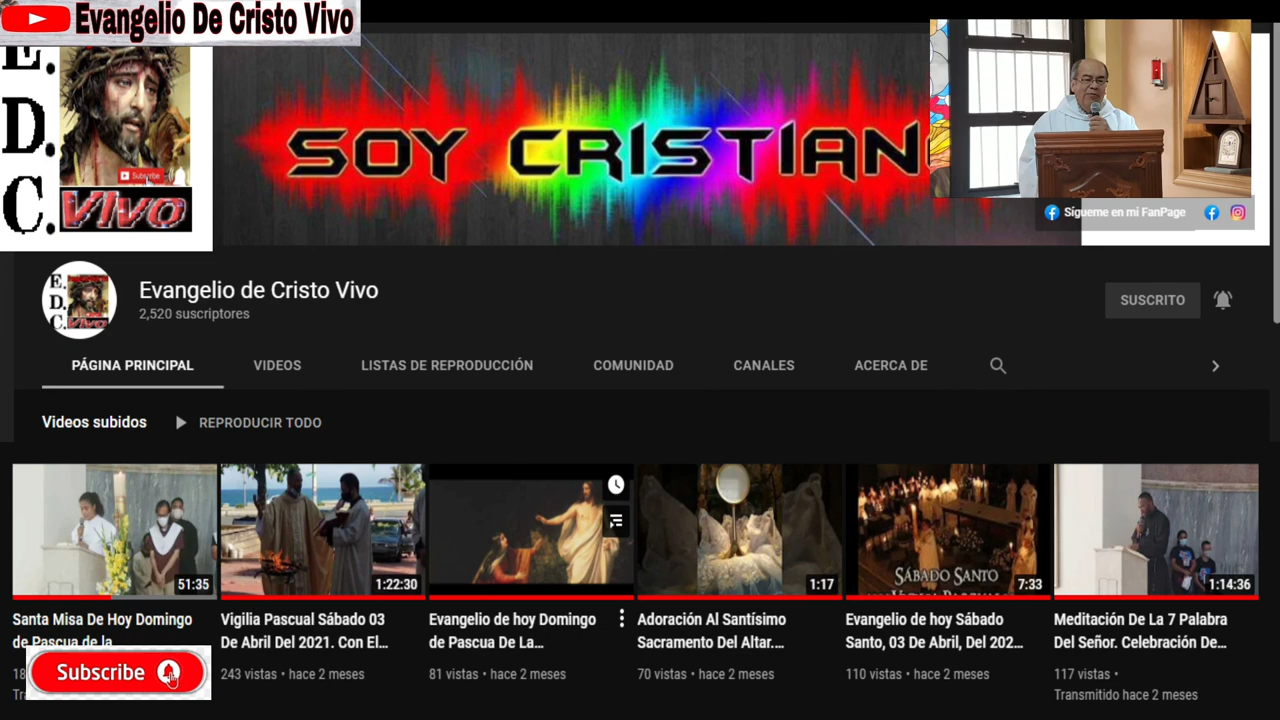 Evangelio De Cristo Vivo
E.
D.
C.
Vivo
Subscribe
SOY CRISTIAN
Sígueme en mi FanPage
E.
D.
C.
Vivo
Evangelio de Cristo Vivo
2,520 suscriptores
SUSCRITO
PÁGINA PRINCIPAL
VIDEOS
LISTAS DE REPRODUCCIÓN
COMUNIDAD
CANALES
ACERCA DE
Videos subidos
REPRODUCIR TODO
51:35
1:22:30
1:17
SÁBADO SANTO
7:33
1:14:36
Santa Misa De Hoy Domingo
de Pascua de la
Vigilia Pascual Sábado 03
De Abril Del 2021. Con El...
243 vistas • hace 2 meses
Evangelio de hoy Domingo
de Pascua De La...
81 vistas • hace 2 meses
Adoración Al Santísimo
Sacramento Del Altar....
70 vistas • hace 2 meses
Evangelio de hoy Sábado
Santo, 03 De Abril, Del 202...
110 vistas • hace 2 meses
Meditación De La 7 Palabra
Del Señor. Celebración De...
117 vistas •
Transmitido hace 2 meses
Subscribe